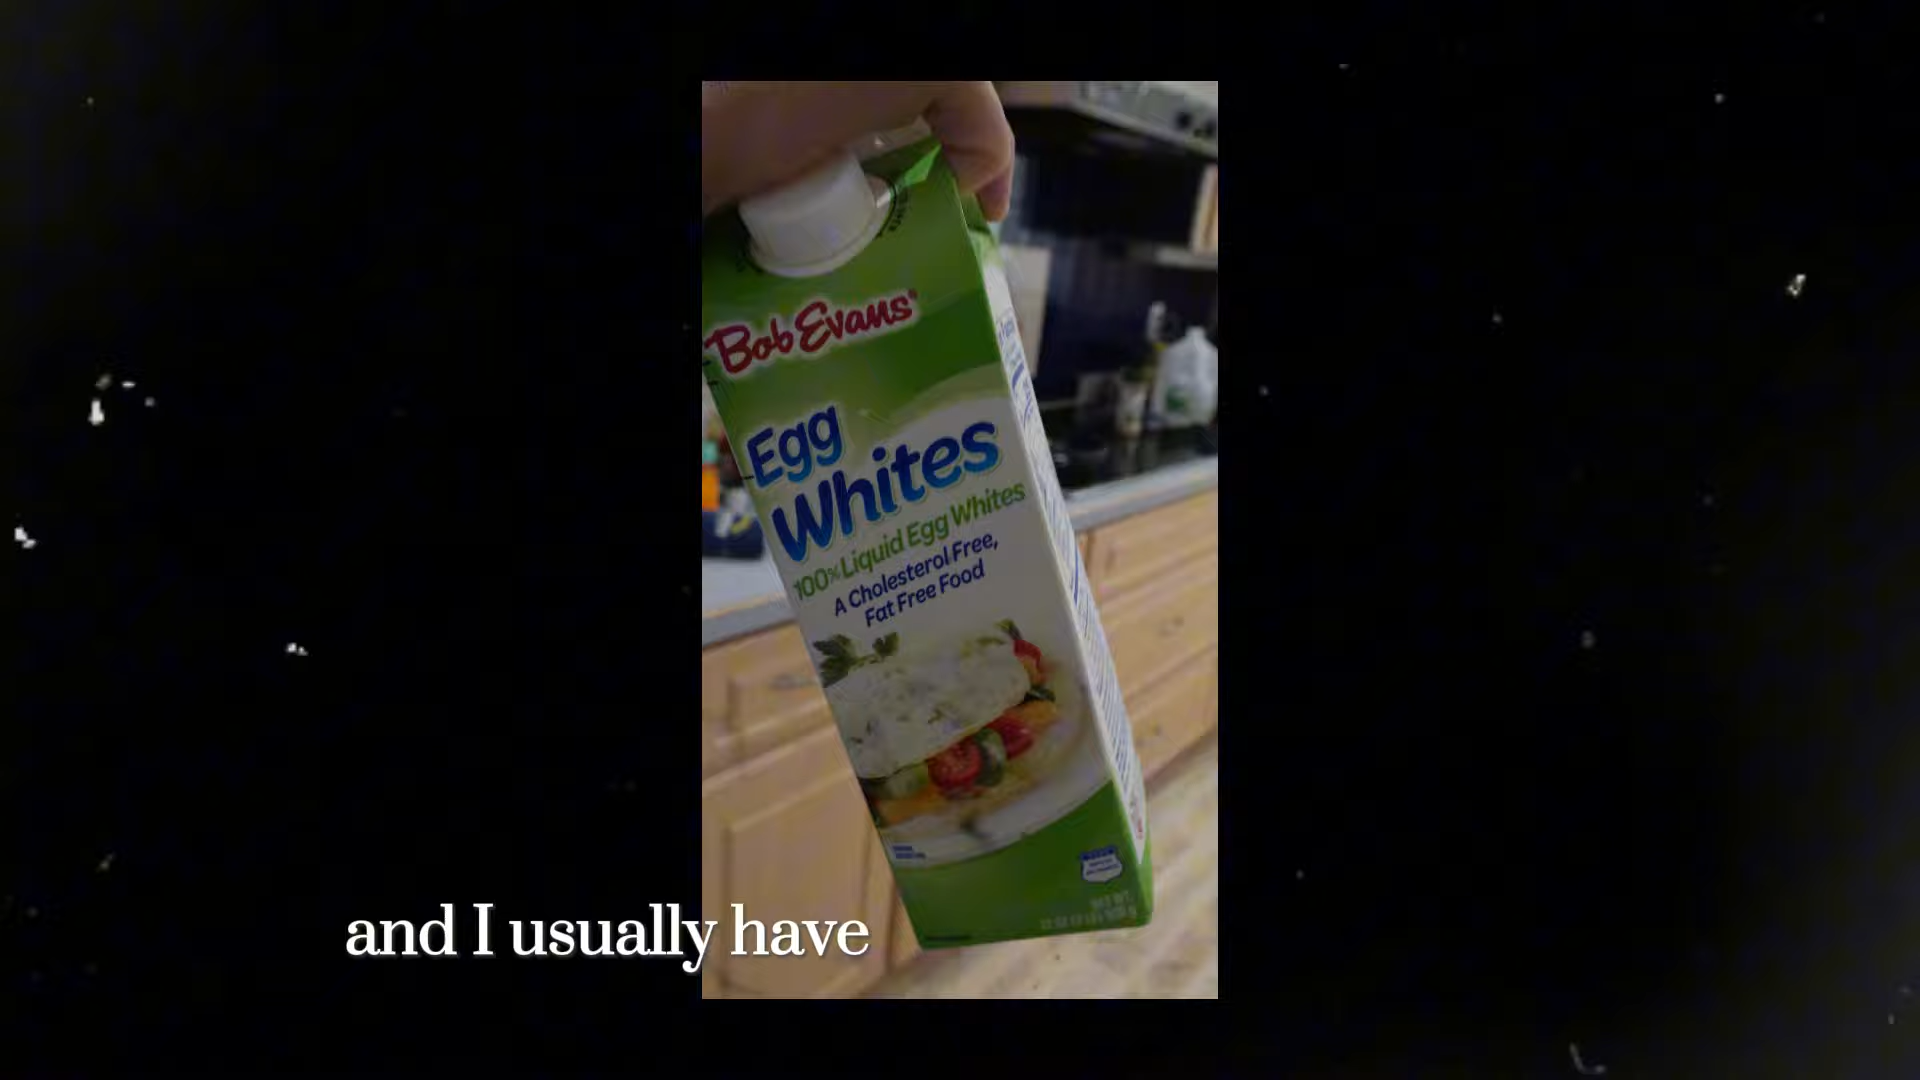 Bob Evans®
Egg
Whites
100% Liquid Egg Whites
A Cholesterol Free,
Fat Free Food
and I usually have